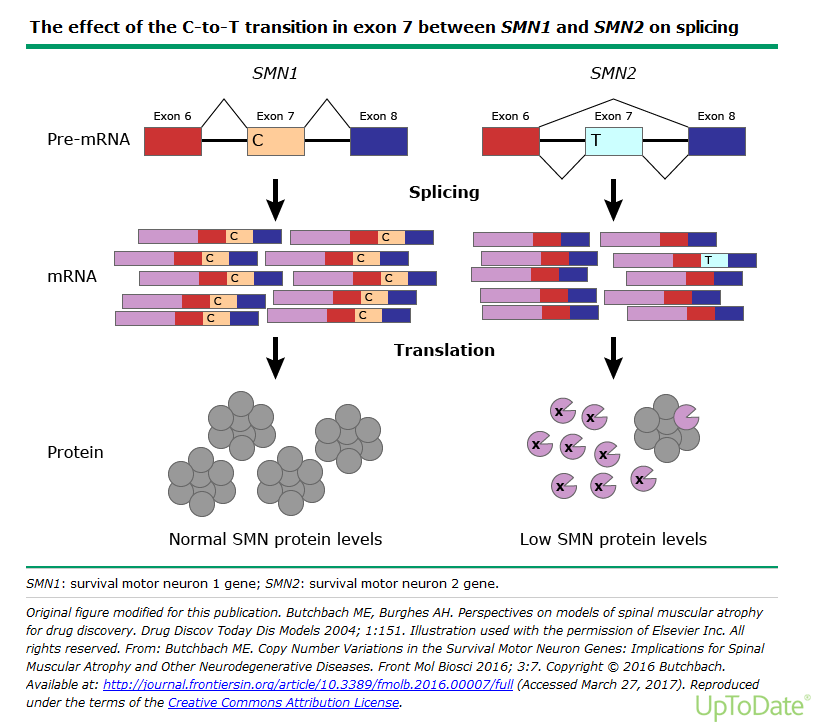 The effect of the C-to-T transition in exon 7 between SMN1 and SMN2 on splicing
SMN1
SMN2
Exon 6 Exon 7 Exon 8
Exon 6 Exon 7 Exon 8
Pre-mRNA
C
T
Splicing
mRNA
C
C
C
C
C
C
C
C
C
C
T
Translation
Protein
x
x
x
x
x
x
x
x
Normal SMN protein levels
Low SMN protein levels
SMN1: survival motor neuron 1 gene; SMN2: survival motor neuron 2 gene.
Original figure modified for this publication. Butchbach ME, Burghes AH. Perspectives on models of spinal muscular atrophy
for drug discovery. Drug Discov Today Dis Models 2004; 1:151. Illustration used with the permission of Elsevier Inc. All
rights reserved. From: Butchbach ME. Copy Number Variations in the Survival Motor Neuron Genes: Implications for Spinal
Muscular Atrophy and Other Neurodegenerative Diseases. Front Mol Biosci 2016; 3:7. Copyright © 2016 Butchbach.
Available at: http://journal.frontiersin.org/article/10.3389/fmolb.2016.00007/full (Accessed March 27, 2017). Reproduced
under the terms of the Creative Commons Attribution License.
UpToDate®